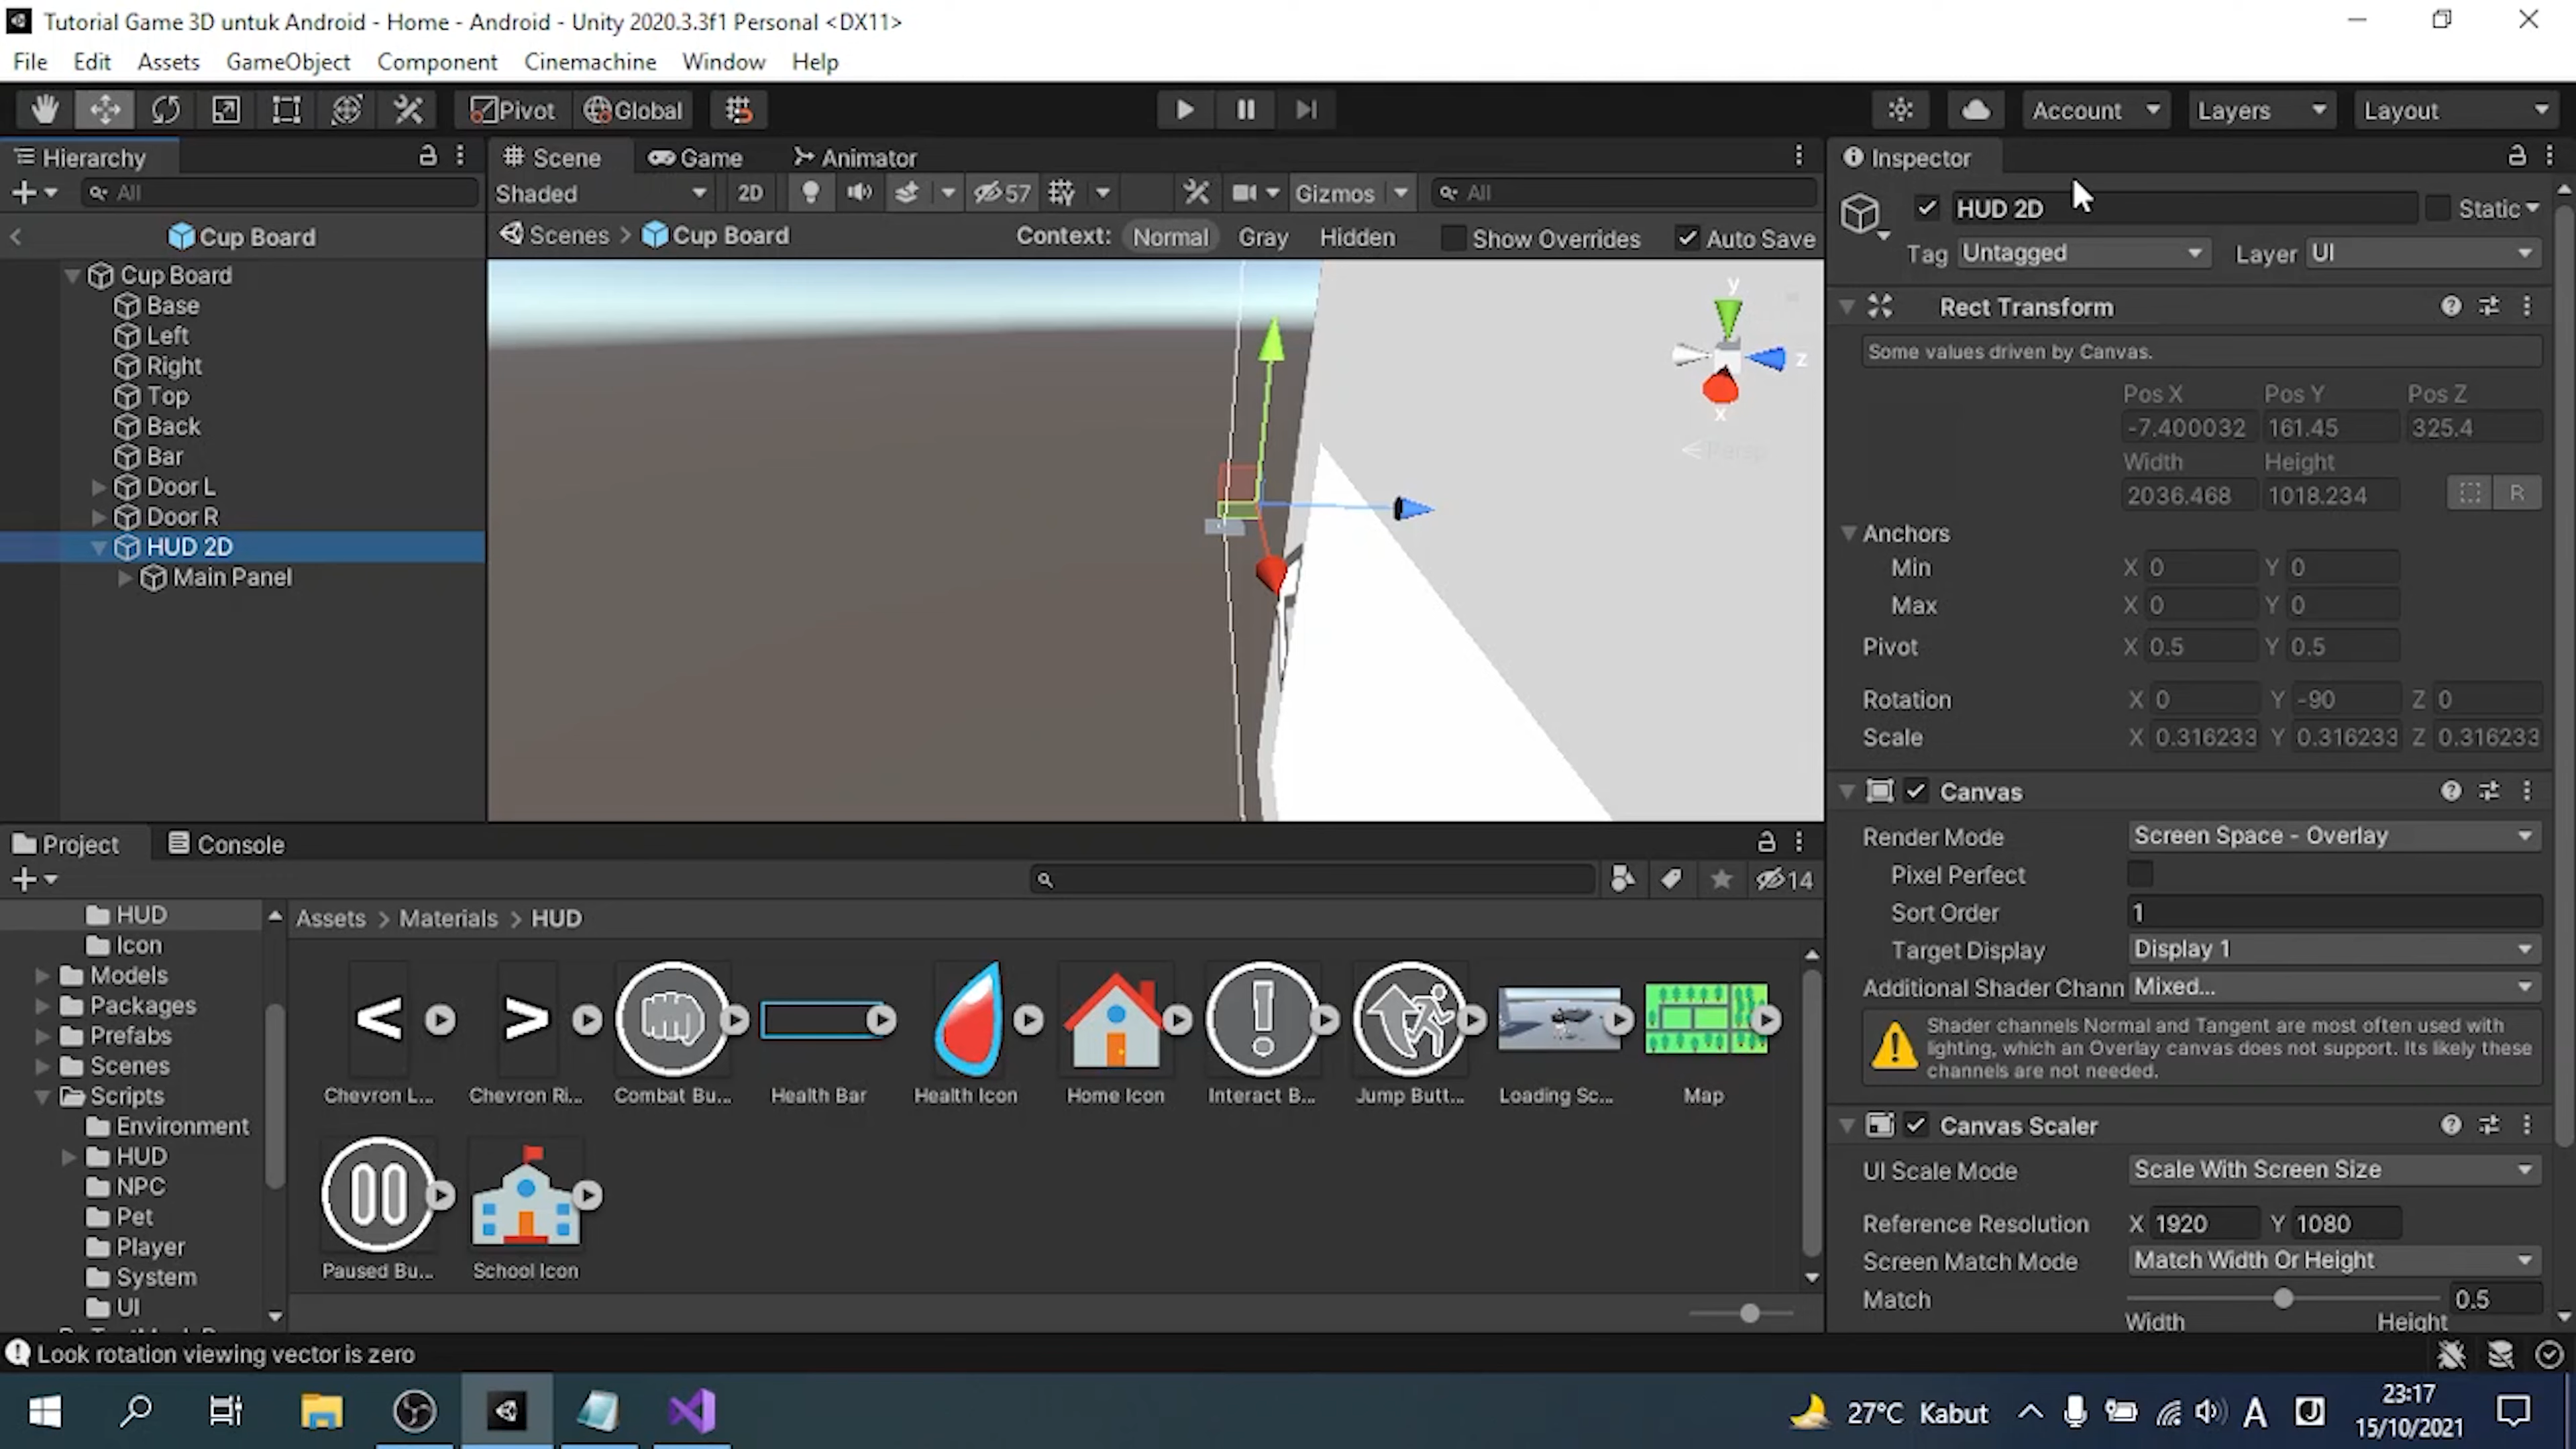 Tutorial Game 3D untuk Android - Home - Android - Unity 2020.3.3f1 Personal <DX11>
File Edit Assets GameObject Component Cinemachine Window Help
Pivot Global Account Layers Layout
Hierarchy
All
Cup Board
Cup Board
Base
Left
Right
Top
Back
Bar
Door L
Door R
HUD 2D
Main Panel
Scene Game Animator
Shaded 2D 57 Gizmos All
Scenes > Cup Board Context: Normal Gray Hidden Show Overrides Auto Save
y
z
x
Persp
Inspector
HUD 2D Static
Tag Untagged Layer UI
Rect Transform
Some values driven by Canvas.
Pos X Pos Y Pos Z
-7.400032 161.45 325.4
Width Height
2036.468 1018.234 R
Anchors
Min X 0 Y 0
Max X 0 Y 0
Pivot X 0.5 Y 0.5
Rotation X 0 Y -90 Z 0
Scale X 0.316233 Y 0.316233 Z 0.316233
Canvas
Render Mode Screen Space - Overlay
Pixel Perfect
Sort Order 1
Target Display Display 1
Additional Shader Chann Mixed...
Shader channels Normal and Tangent are most often used with
lighting, which an Overlay canvas does not support. Its likely these
channels are not needed.
Canvas Scaler
UI Scale Mode Scale With Screen Size
Reference Resolution X 1920 Y 1080
Screen Match Mode Match Width Or Height
Match 0.5
Width Height
Project Console
14
HUD
Icon
Models
Packages
Prefabs
Scenes
Scripts
Environment
HUD
NPC
Pet
Player
System
UI
Assets > Materials > HUD
Chevron L... Chevron Ri... Combat Bu... Health Bar Health Icon Home Icon Interact B... Jump Butt... Loading Sc... Map
Paused Bu... School Icon
Look rotation viewing vector is zero
27°C Kabut A 23:17
15/10/2021